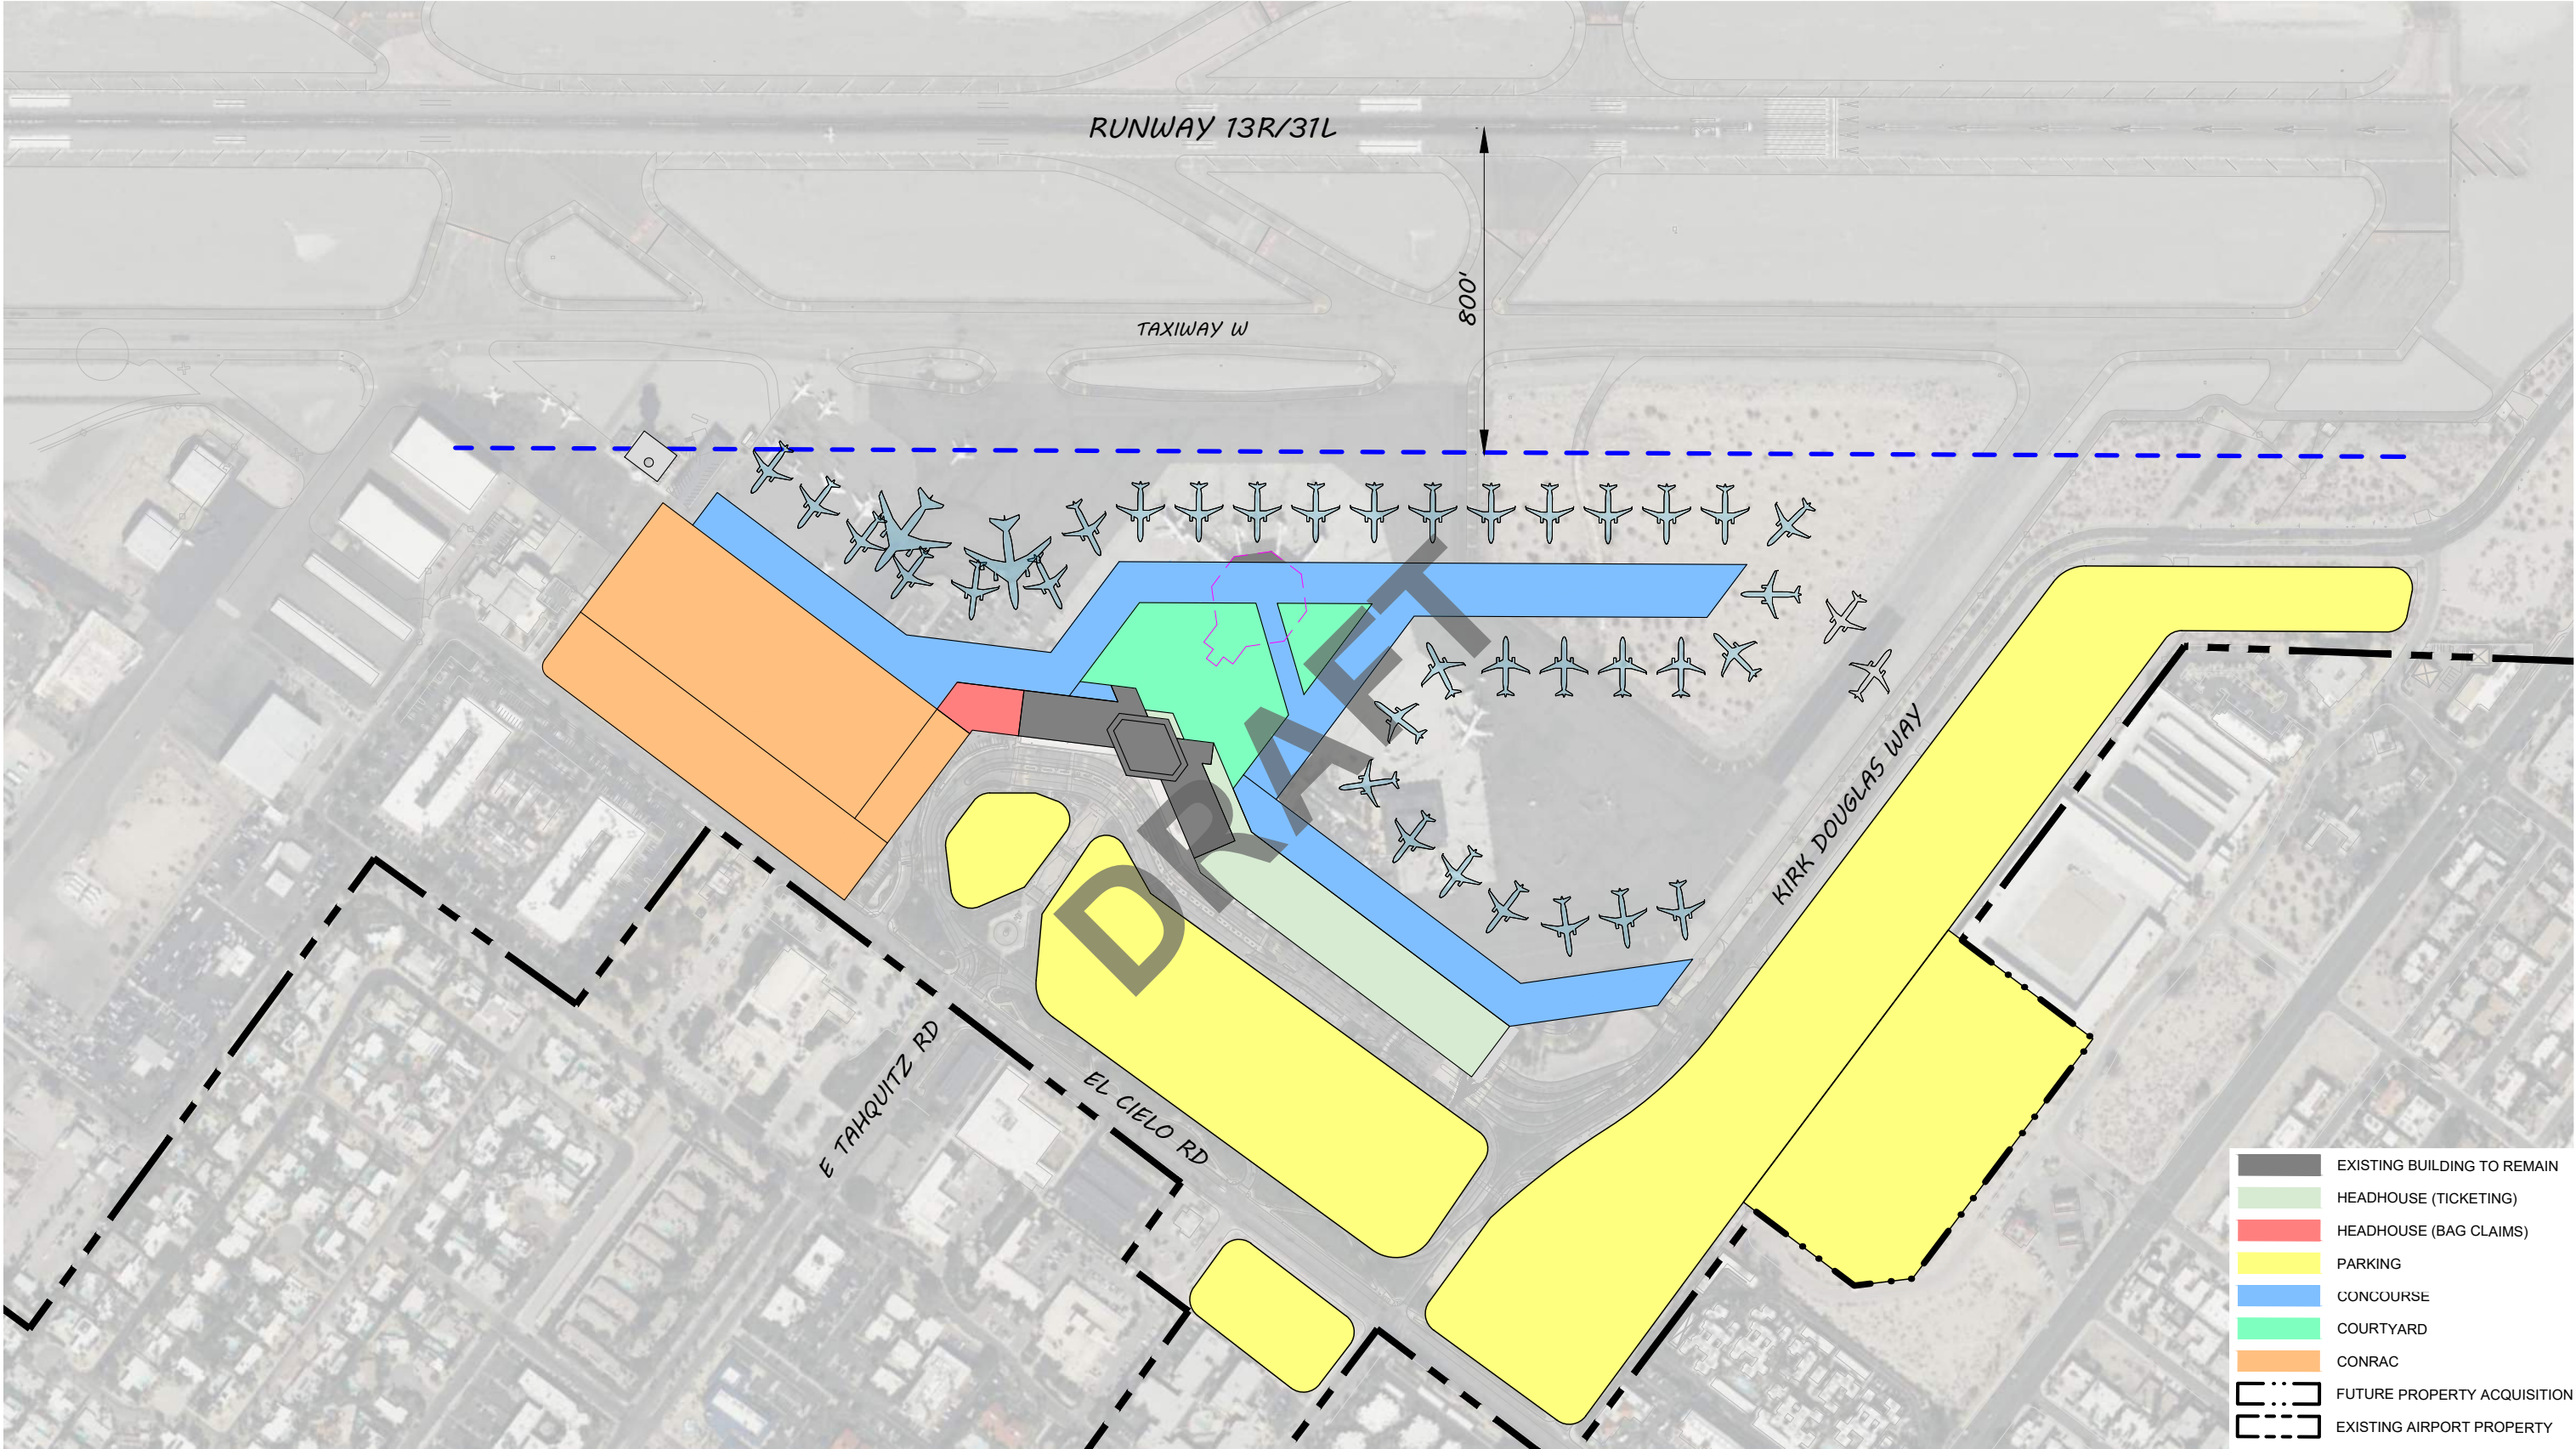 RUNWAY 13R/31L
800'
TAXIWAY W
KIRK DOUGLAS WAY
DRAFT
E TAHQUITZ RD
EL CIELO RD
EXISTING BUILDING TO REMAIN
HEADHOUSE (TICKETING)
HEADHOUSE (BAG CLAIMS)
PARKING
CONCOURSE
COURTYARD
CONRAC
FUTURE PROPERTY ACQUISITION
EXISTING AIRPORT PROPERTY